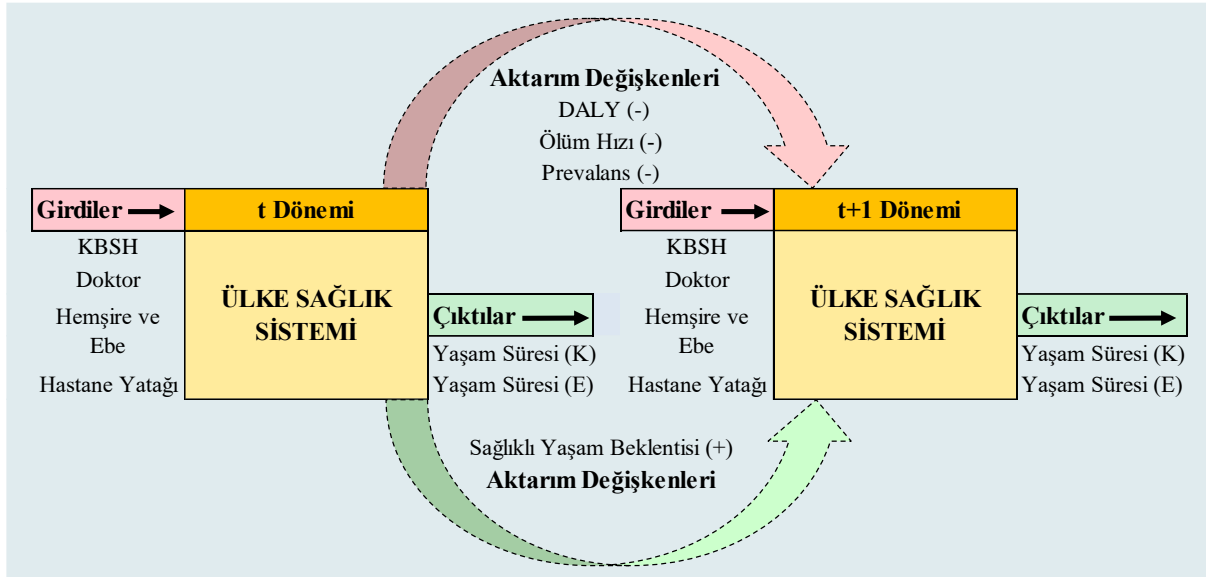 Aktarım Değişkenleri
DALY (-)
Ölüm Hızı (-)
Prevalans (-)
Girdiler
t Dönemi
KBSH
Doktor
Hemşire ve
Ebe
Hastane Yatağı
ÜLKE SAĞLIK
SİSTEMİ
Çıktılar
Yaşam Süresi (K)
Yaşam Süresi (E)
Girdiler
t+1 Dönemi
KBSH
Doktor
Hemşire ve
Ebe
Hastane Yatağı
ÜLKE SAĞLIK
SİSTEMİ
Çıktılar
Yaşam Süresi (K)
Yaşam Süresi (E)
Sağlıklı Yaşam Beklentisi (+)
Aktarım Değişkenleri